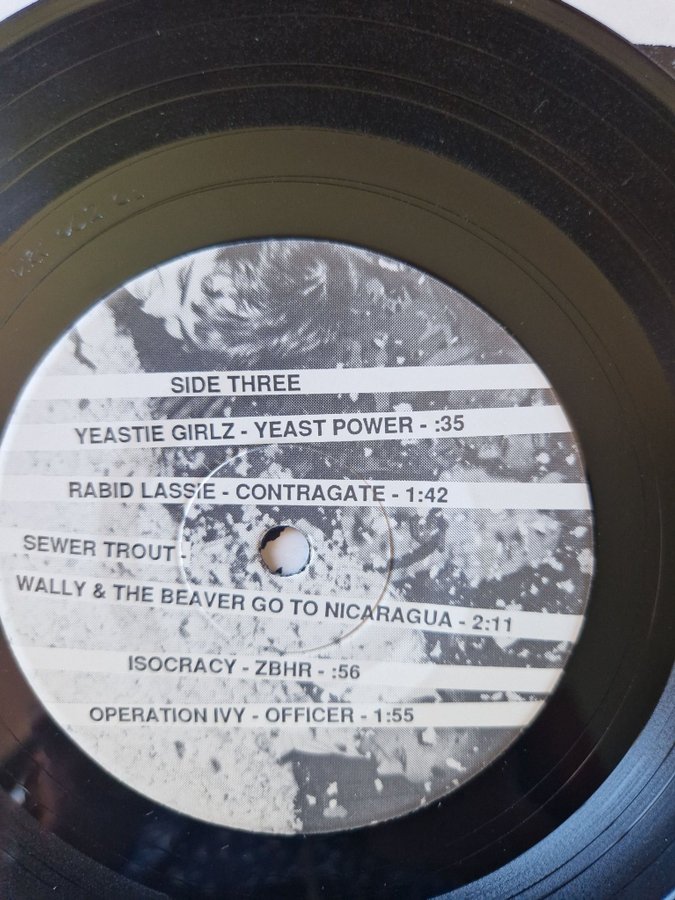 SIDE THREE
YEASTIE GIRLZ - YEAST POWER - :35
RABID LASSIE - CONTRAGATE - 1:42
SEWER TROUT -
WALLY & THE BEAVER GO TO NICARAGUA - 2:11
ISOCRACY - ZBHR - :56
OPERATION IVY - OFFICER - 1:55